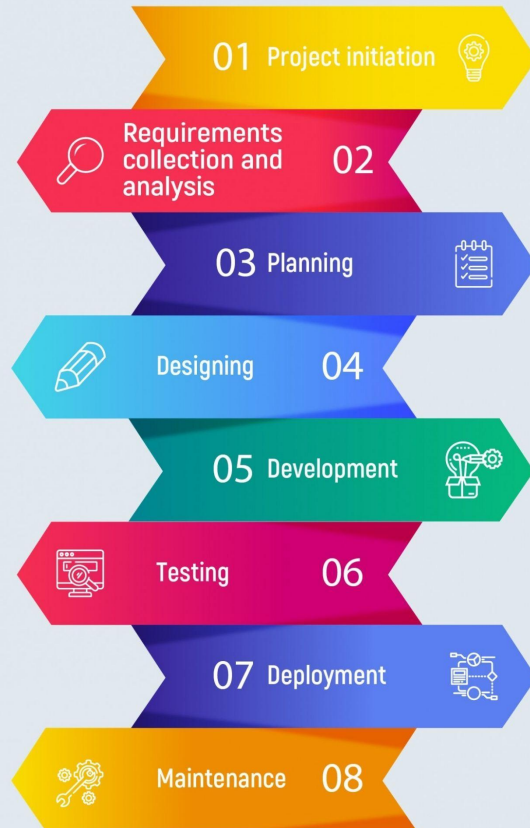 01 Project initiation
Requirements
collection and 02
analysis
03 Planning
Designing 04
05 Development
Testing 06
07 Deployment
Maintenance 08